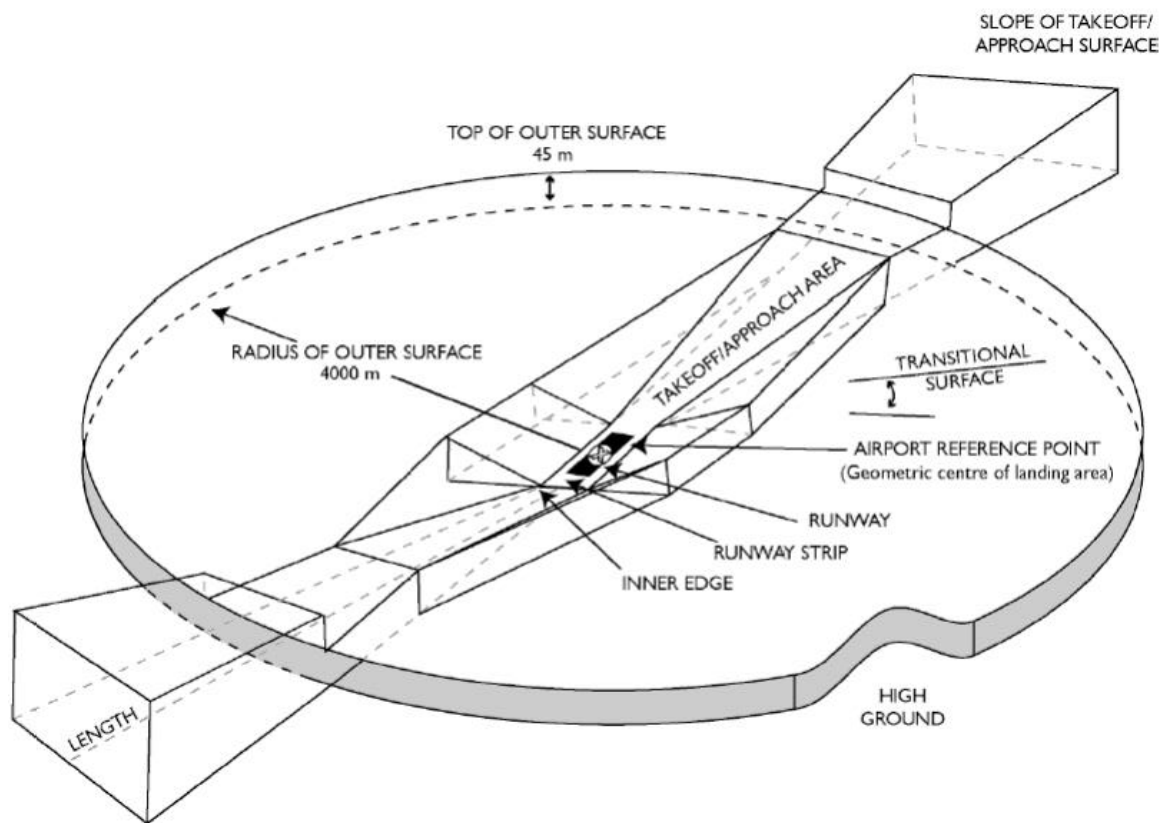 SLOPE OF TAKEOFF/
APPROACH SURFACE
TOP OF OUTER SURFACE
45 m
TAKEOFF/APPROACH AREA
RADIUS OF OUTER SURFACE
4000 m
TRANSITIONAL
SURFACE
AIRPORT REFERENCE POINT
(Geometric centre of landing area)
RUNWAY
RUNWAY STRIP
INNER EDGE
HIGH
GROUND
LENGTH